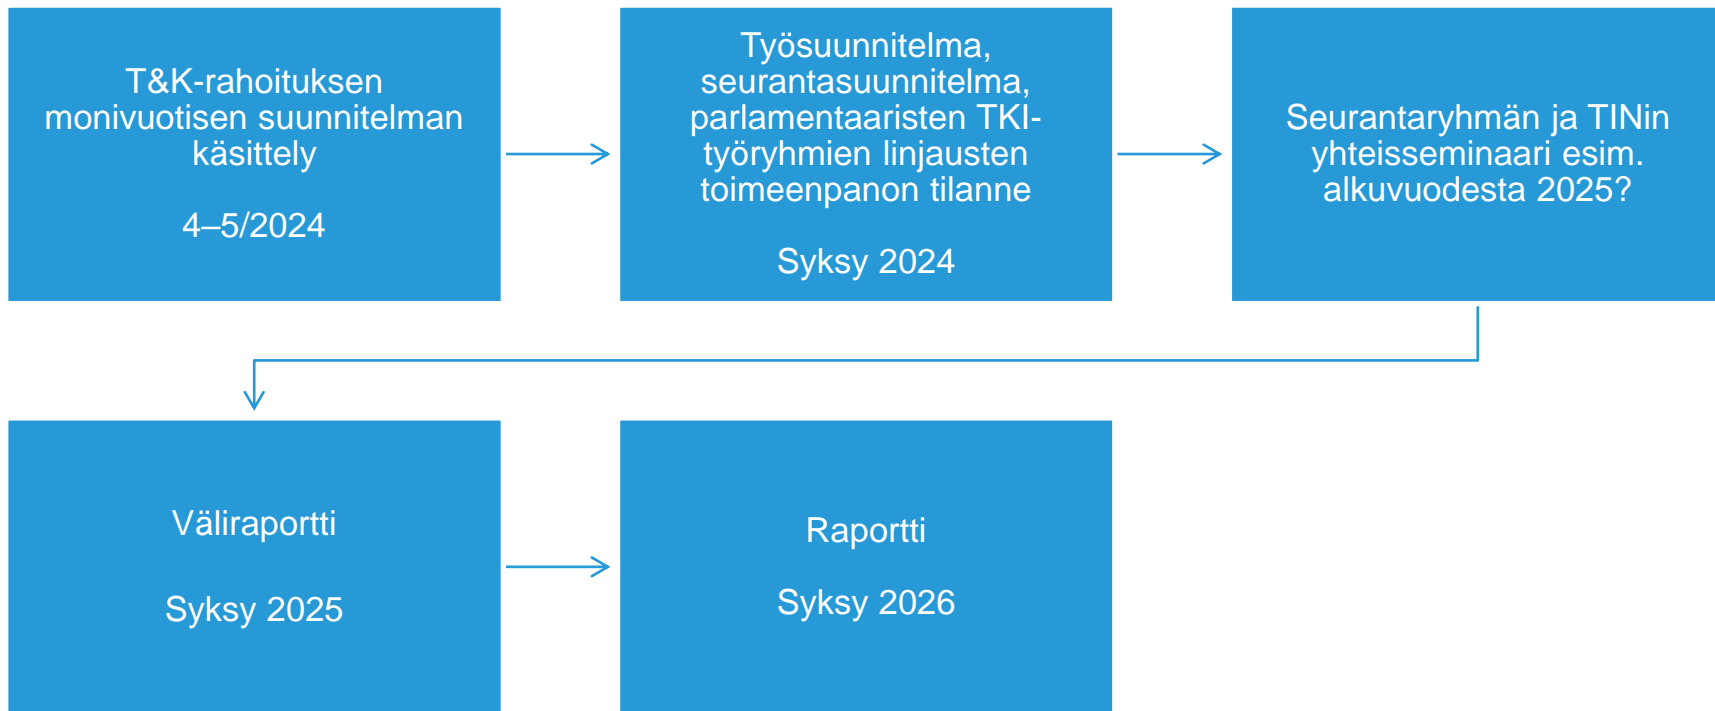 T&K-rahoituksen
monivuotisen suunnitelman
käsittely
4–5/2024
Työsuunnitelma,
seurantasuunnitelma,
parlamentaaristen TKI-
työryhmien linjausten
toimeenpanon tilanne
Syksy 2024
Seurantaryhmän ja TINin
yhteisseminaari esim.
alkuvuodesta 2025?
Väliraportti
Syksy 2025
Raportti
Syksy 2026